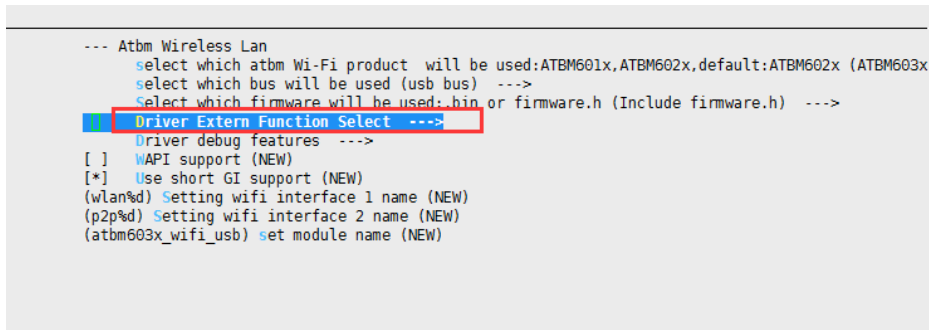 --- Atbm Wireless Lan
select which atbm Wi-Fi product will be used:ATBM601x,ATBM602x,default:ATBM602x (ATBM603x
select which bus will be used (usb bus) --->
Select which firmware will be used:.bin or firmware.h (Include firmware.h) --->
Driver Extern Function Select --->
Driver debug features --->
[ ] WAPI support (NEW)
[*] Use short GI support (NEW)
(wlan%d) Setting wifi interface 1 name (NEW)
(p2p%d) Setting wifi interface 2 name (NEW)
(atbm603x_wifi_usb) set module name (NEW)